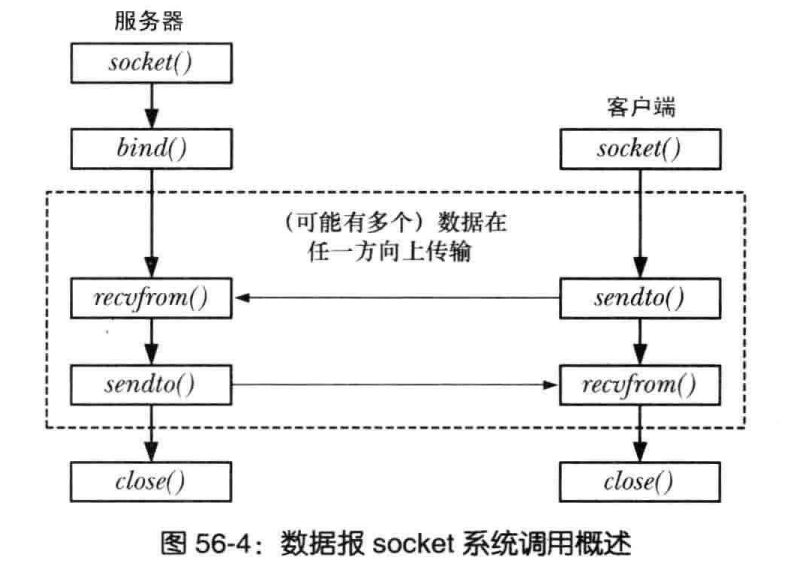 服务器
socket()
客户端
bind()
socket()
(可能有多个)数据在
任一方向上传输
recvfrom()
sendto()
sendto()
recvfrom()
close()
close()
图 56-4：数据报 socket 系统调用概述